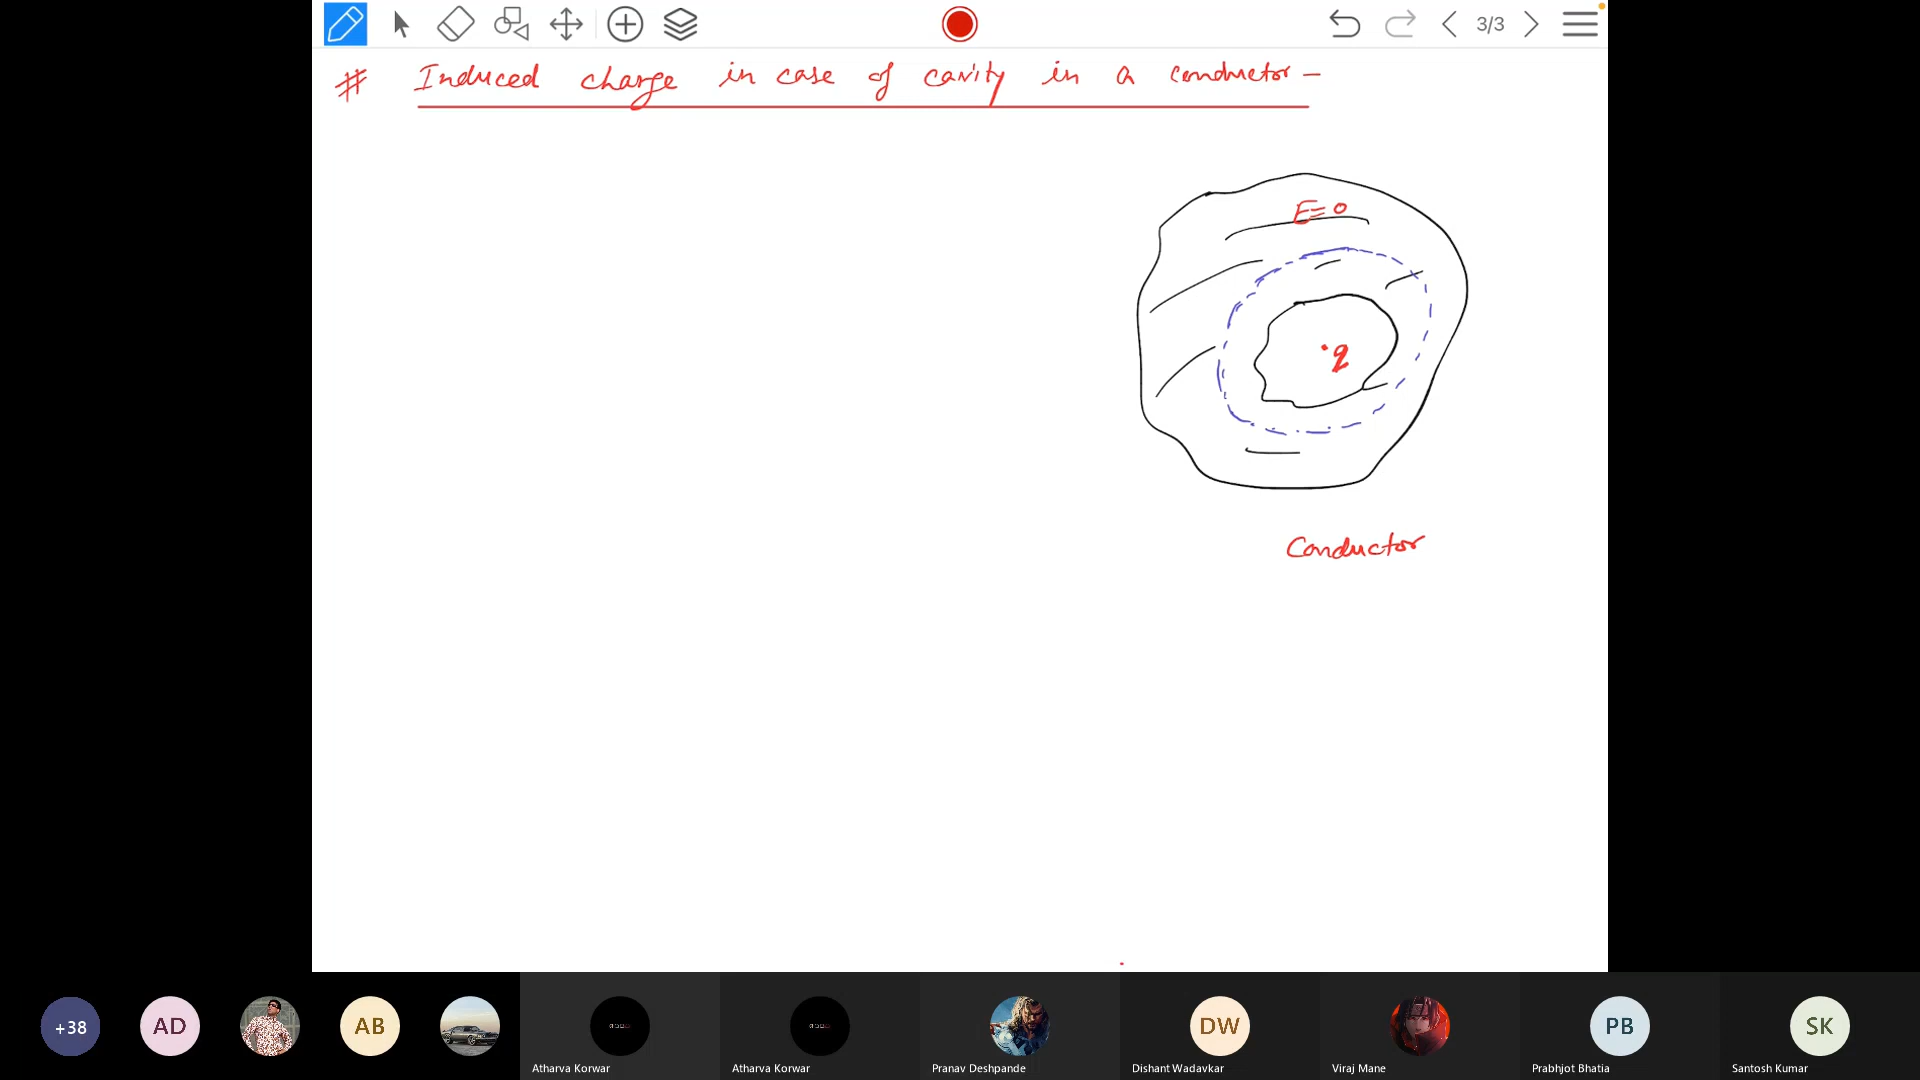 3/3
# Induced charge in case of cavity in a conductor -
E=0
q
Conductor
+38
AD
AB
DW
PB
SK
Atharva Korwar
Atharva Korwar
Pranav Deshpande
Dishant Wadavkar
Viraj Mane
Prabhjot Bhatia
Santosh Kumar